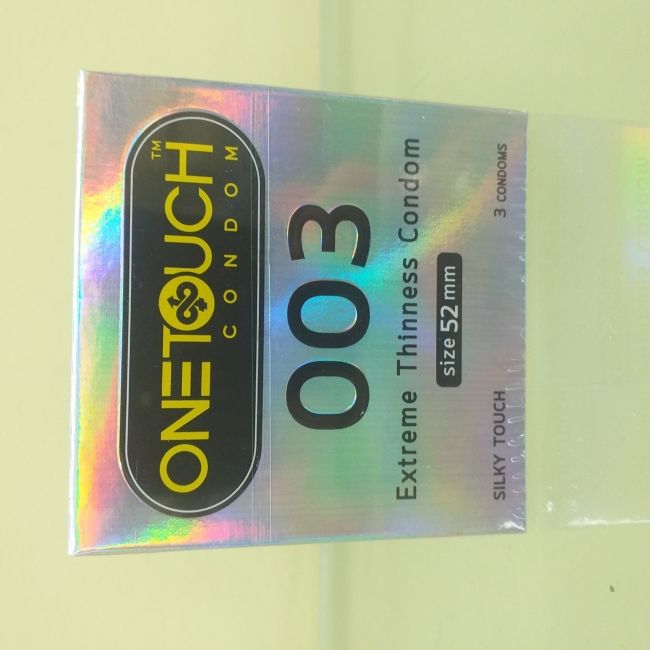 ONETOUCH™
CONDOM
003
Extreme Thinness Condom
size 52 mm
SILKY TOUCH 3 CONDOMS